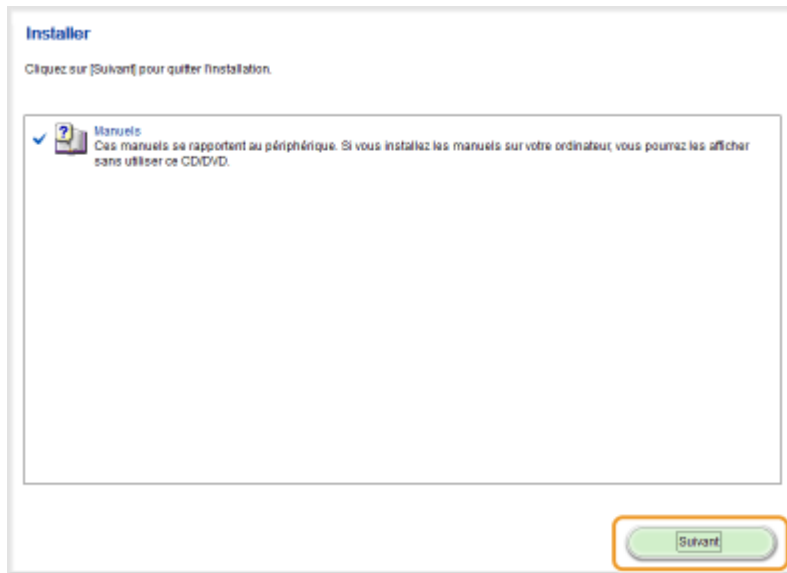 Installer
Cliquez sur [Suivant] pour quitter l'installation.
Manuels
Ces manuels se rapportent au périphérique. Si vous installez les manuels sur votre ordinateur, vous pourrez les afficher
sans utiliser ce CD/DVD.
Suivant